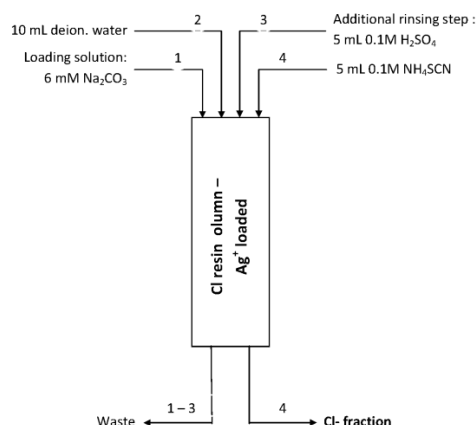 2
3
Additional rinsing step :
10 mL deion. water
5 mL 0.1M H₂SO₄
Loading solution:
1
4
5 mL 0.1M NH₄SCN
6 mM Na₂CO₃
Cl resin olumn –
Ag⁺ loaded
1 – 3
4
Waste
Cl- fraction